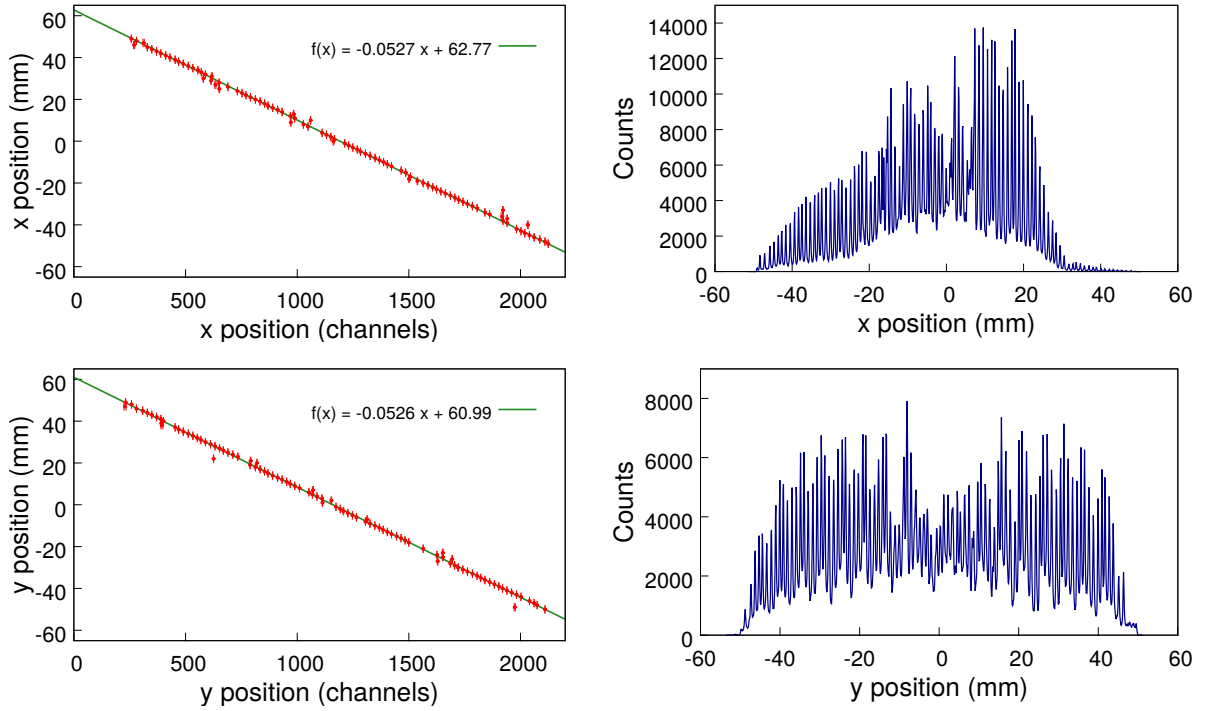 60
40
20
0
-20
-40
-60
x position (mm)
f(x) = -0.0527 x + 62.77
0 500 1000 1500 2000
x position (channels)
14000
12000
10000
8000
6000
4000
2000
0
Counts
-60 -40 -20 0 20 40 60
x position (mm)
60
40
20
0
-20
-40
-60
y position (mm)
f(x) = -0.0526 x + 60.99
0 500 1000 1500 2000
y position (channels)
8000
6000
4000
2000
0
Counts
-60 -40 -20 0 20 40 60
y position (mm)